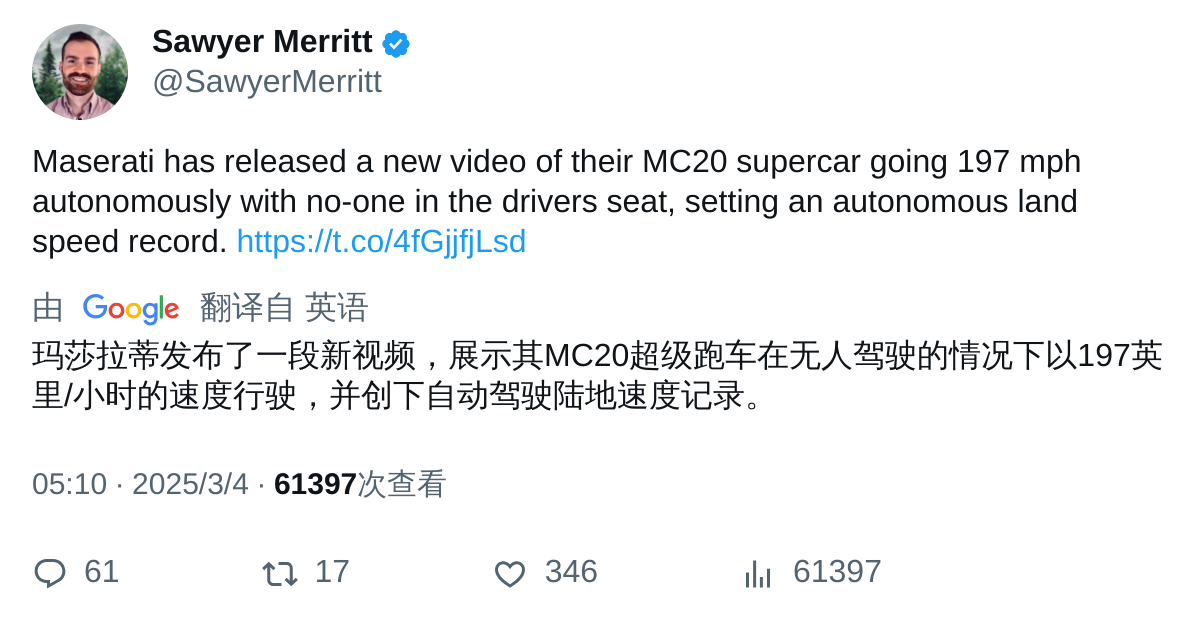 Sawyer Merritt
@SawyerMerritt
Maserati has released a new video of their MC20 supercar going 197 mph
autonomously with no-one in the drivers seat, setting an autonomous land
speed record. https://t.co/4fGjjfjLsd
由 Google 翻译自 英语
玛莎拉蒂发布了一段新视频，展示其MC20超级跑车在无人驾驶的情况下以197英
里/小时的速度行驶，并创下自动驾驶陆地速度记录。
05:10 · 2025/3/4 · 61397次查看
61 17 346 61397